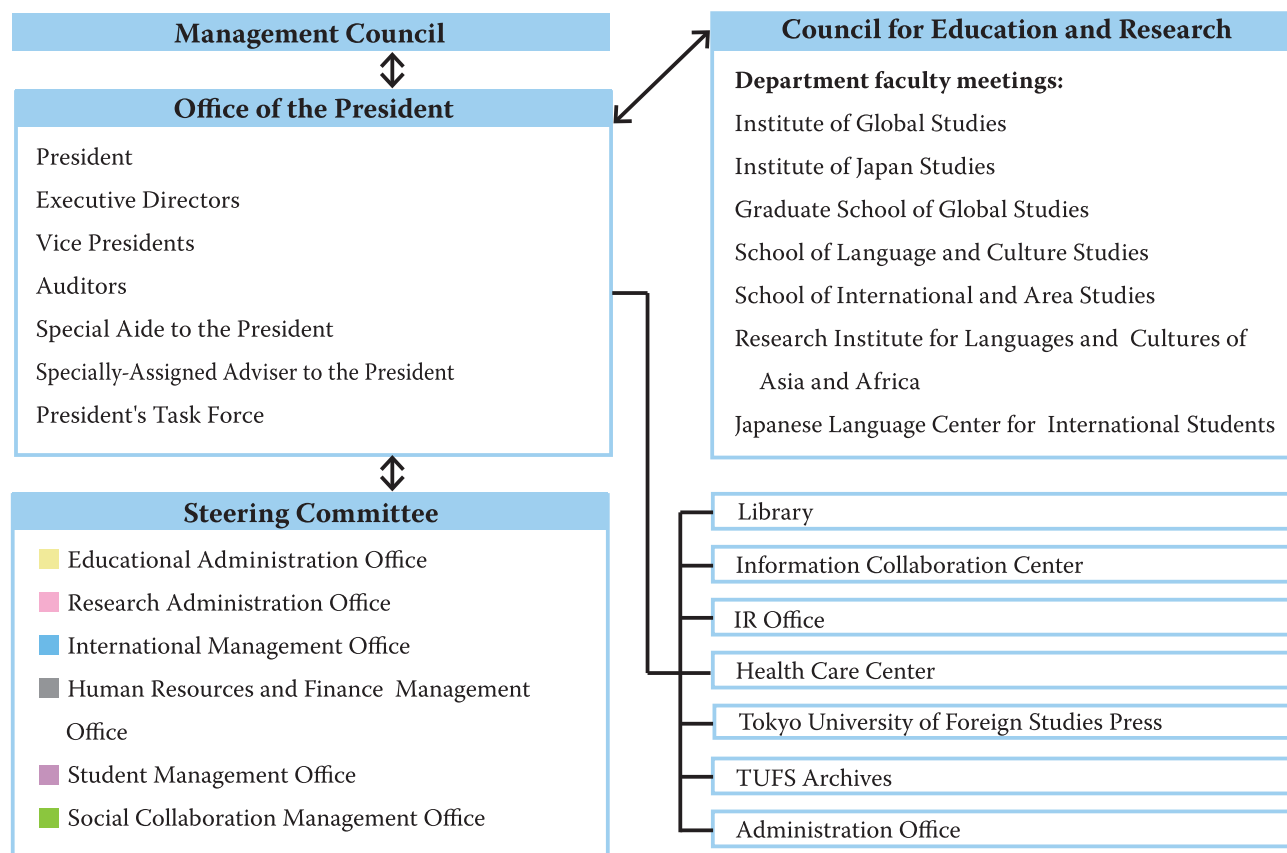 Management Council
Office of the President
President
Executive Directors
Vice Presidents
Auditors
Special Aide to the President
Specially-Assigned Adviser to the President
President's Task Force
Steering Committee
Educational Administration Office
Research Administration Office
International Management Office
Human Resources and Finance Management
Office
Student Management Office
Social Collaboration Management Office
Council for Education and Research
Department faculty meetings:
Institute of Global Studies
Institute of Japan Studies
Graduate School of Global Studies
School of Language and Culture Studies
School of International and Area Studies
Research Institute for Languages and Cultures of
Asia and Africa
Japanese Language Center for International Students
Library
Information Collaboration Center
IR Office
Health Care Center
Tokyo University of Foreign Studies Press
TUFS Archives
Administration Office